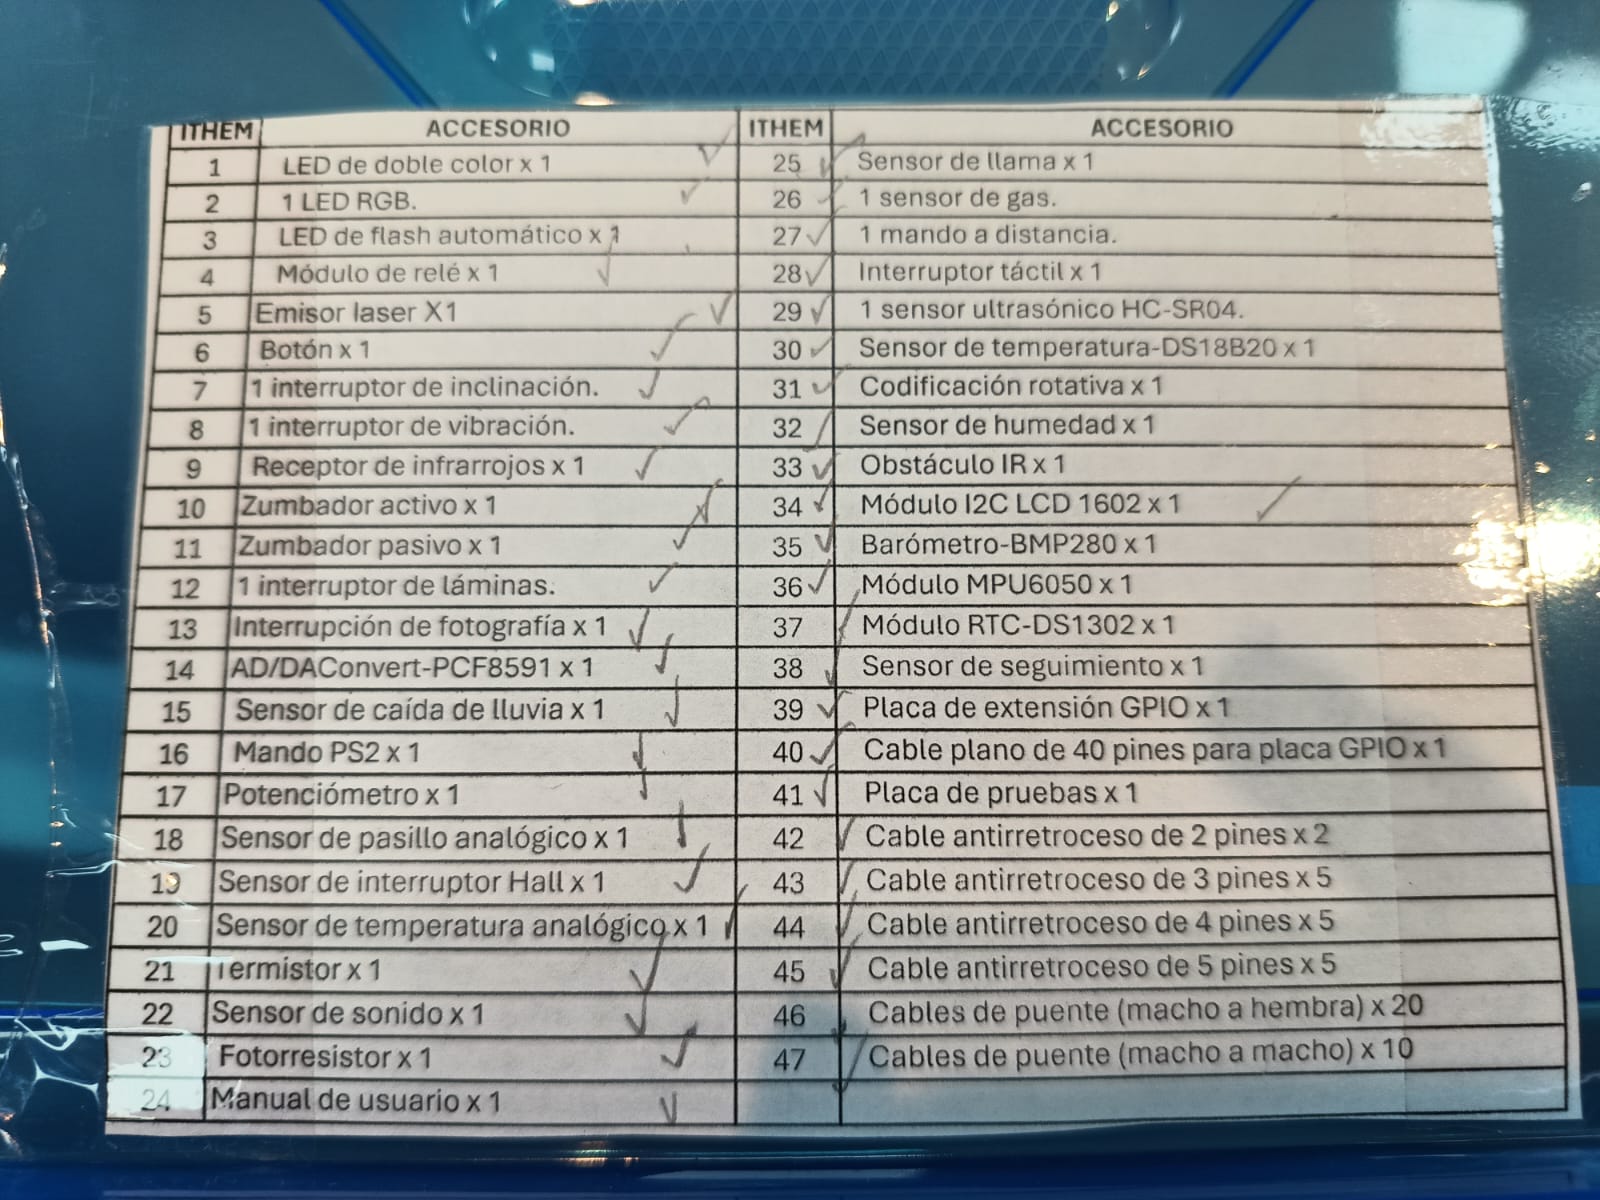 ITHEM ACCESORIO ITHEM ACCESORIO
1 LED de doble color x 1 25 Sensor de llama x 1
2 1 LED RGB. 26 1 sensor de gas.
3 LED de flash automático x 1 27 1 mando a distancia.
4 Módulo de relé x 1 28 Interruptor táctil x 1
5 Emisor laser X1 29 1 sensor ultrasónico HC-SR04.
6 Botón x 1 30 Sensor de temperatura-DS18B20 x 1
7 1 interruptor de inclinación. 31 Codificación rotativa x 1
8 1 interruptor de vibración. 32 Sensor de humedad x 1
9 Receptor de infrarrojos x 1 33 Obstáculo IR x 1
10 Zumbador activo x 1 34 Módulo I2C LCD 1602 x 1
11 Zumbador pasivo x 1 35 Barómetro-BMP280 x 1
12 1 interruptor de láminas. 36 Módulo MPU6050 x 1
13 Interrupción de fotografía x 1 37 Módulo RTC-DS1302 x 1
14 AD/DAConvert-PCF8591 x 1 38 Sensor de seguimiento x 1
15 Sensor de caída de lluvia x 1 39 Placa de extensión GPIO x 1
16 Mando PS2 x 1 40 Cable plano de 40 pines para placa GPIO x 1
17 Potenciómetro x 1 41 Placa de pruebas x 1
18 Sensor de pasillo analógico x 1 42 Cable antirretroceso de 2 pines x 2
19 Sensor de interruptor Hall x 1 43 Cable antirretroceso de 3 pines x 5
20 Sensor de temperatura analógico x 1 44 Cable antirretroceso de 4 pines x 5
21 Termistor x 1 45 Cable antirretroceso de 5 pines x 5
22 Sensor de sonido x 1 46 Cables de puente (macho a hembra) x 20
23 Fotorresistor x 1 47 Cables de puente (macho a macho) x 10
24 Manual de usuario x 1